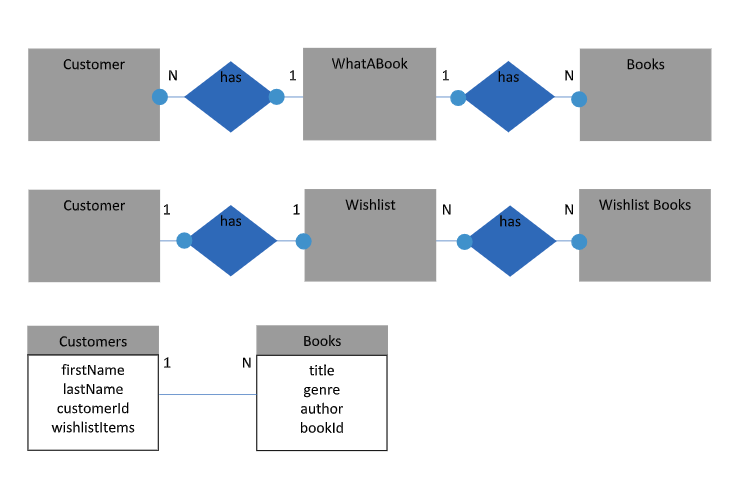 Customer N has 1 WhatABook 1 has N Books
Customer 1 has 1 Wishlist N has N Wishlist Books
Customers 1 N Books
firstName
lastName
customerId
wishlistItems
title
genre
author
bookId